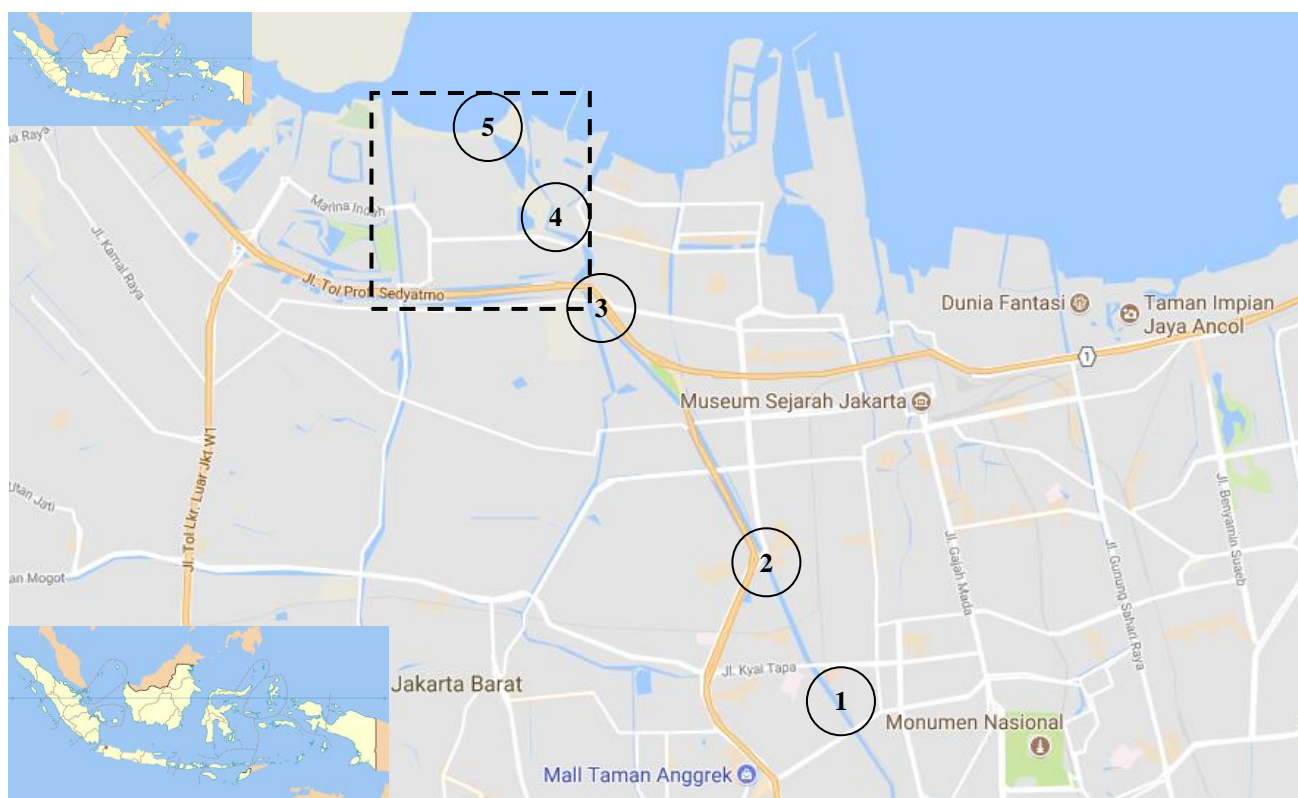 5
4
Marina Indah
Jl. Kamal Raya
Jl. Tol Prof. Sedyatmo
3
Dunia Fantasi
Taman Impian
Jaya Ancol
1
Museum Sejarah Jakarta
Jl. Tol Lkr. Luar Jkt W1
Utan Jati
an Mogot
2
Jl. Gajah Mada
Jl. Gunung Sahari Raya
Jl. Benyamin Suaeb
Jl. Kyai Tapa
Jakarta Barat
1
Monumen Nasional
Mall Taman Anggrek